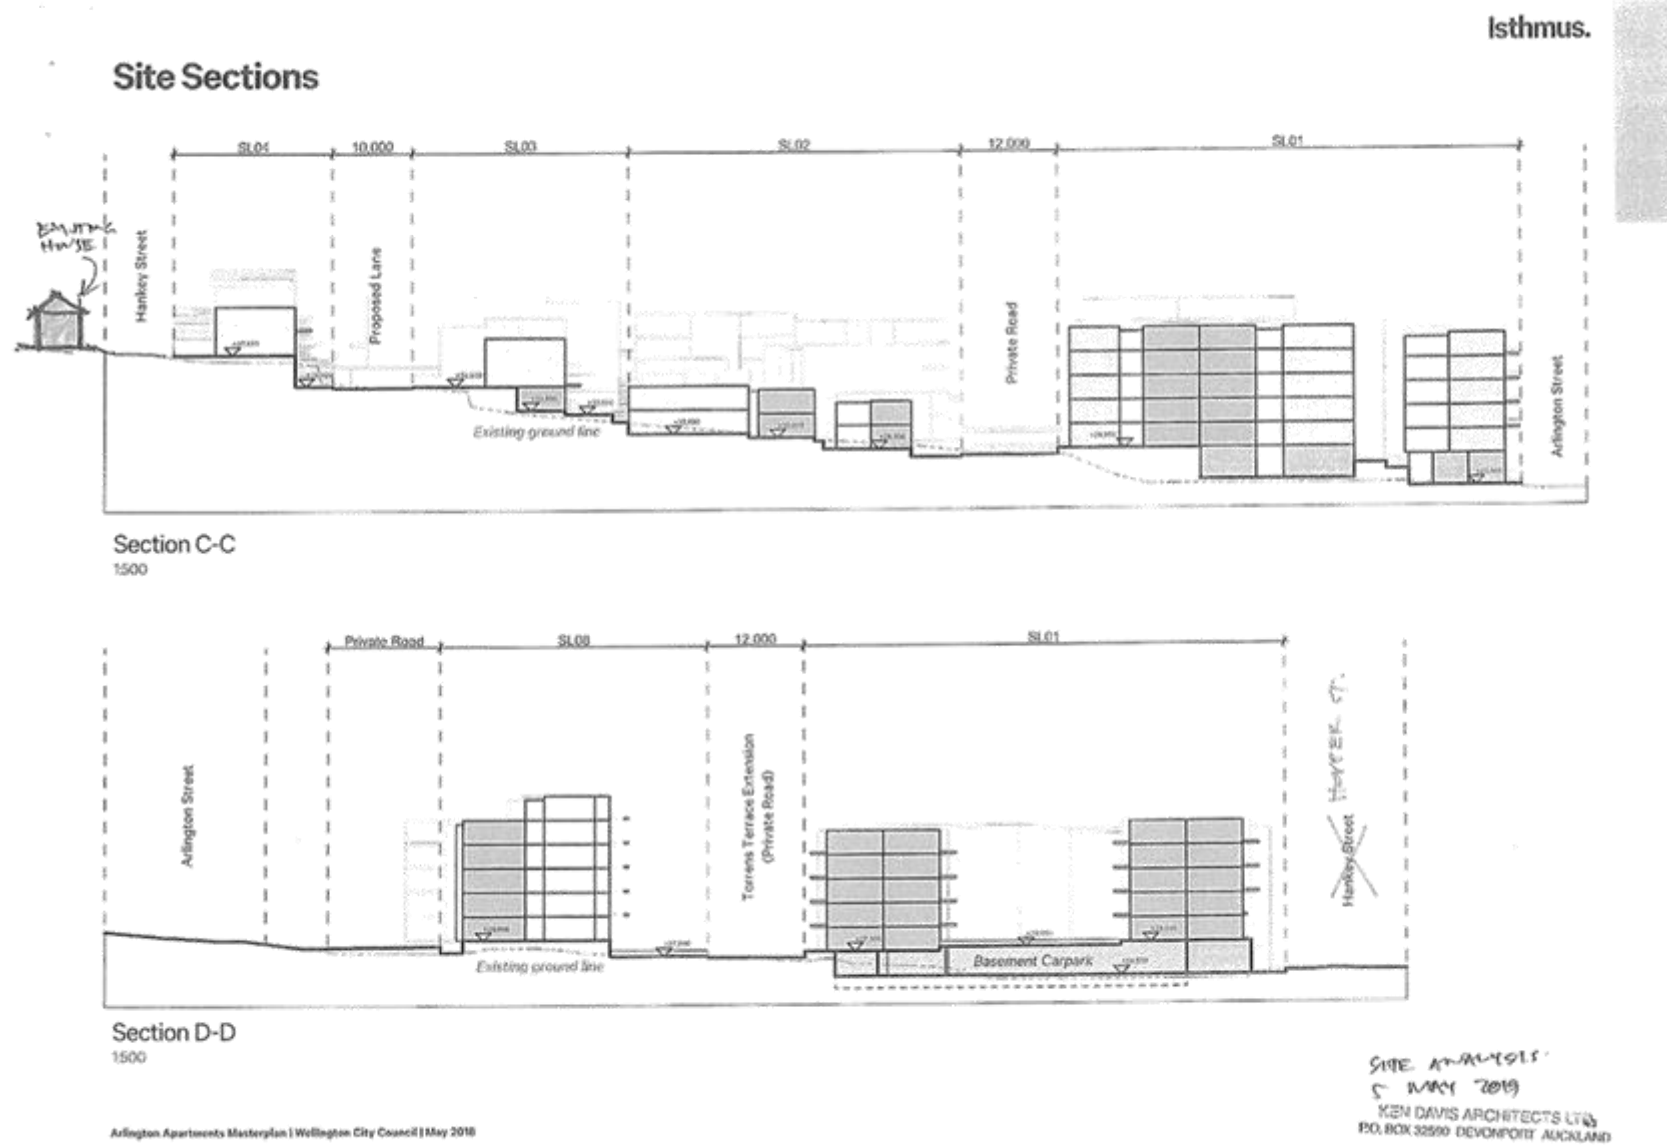 Isthmus.
Site Sections
SL04 10,000 SL03 SL02 12.000 SL01
EXISTING
HOUSE
Hankey Street
Proposed Lane
Private Road
Arlington Street
Existing ground line
Section C-C
1:500
Private Road SL08 12.000 SL01
Arlington Street
Torrens Terrace Extension
(Private Road)
HOPPER ST.
Hankey Street
Existing ground line
Basement Carpark
Section D-D
1:500
SITE ANALYSIS.
5 MAY 2019
KEN DAVIS ARCHITECTS LTD
P.O. BOX 32590 DEVONPORT AUCKLAND
Arlington Apartments Masterplan | Wellington City Council | May 2018